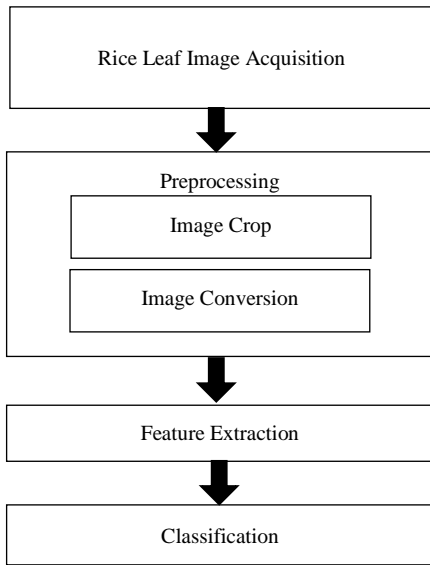 Rice Leaf Image Acquisition
Preprocessing
Image Crop
Image Conversion
Feature Extraction
Classification